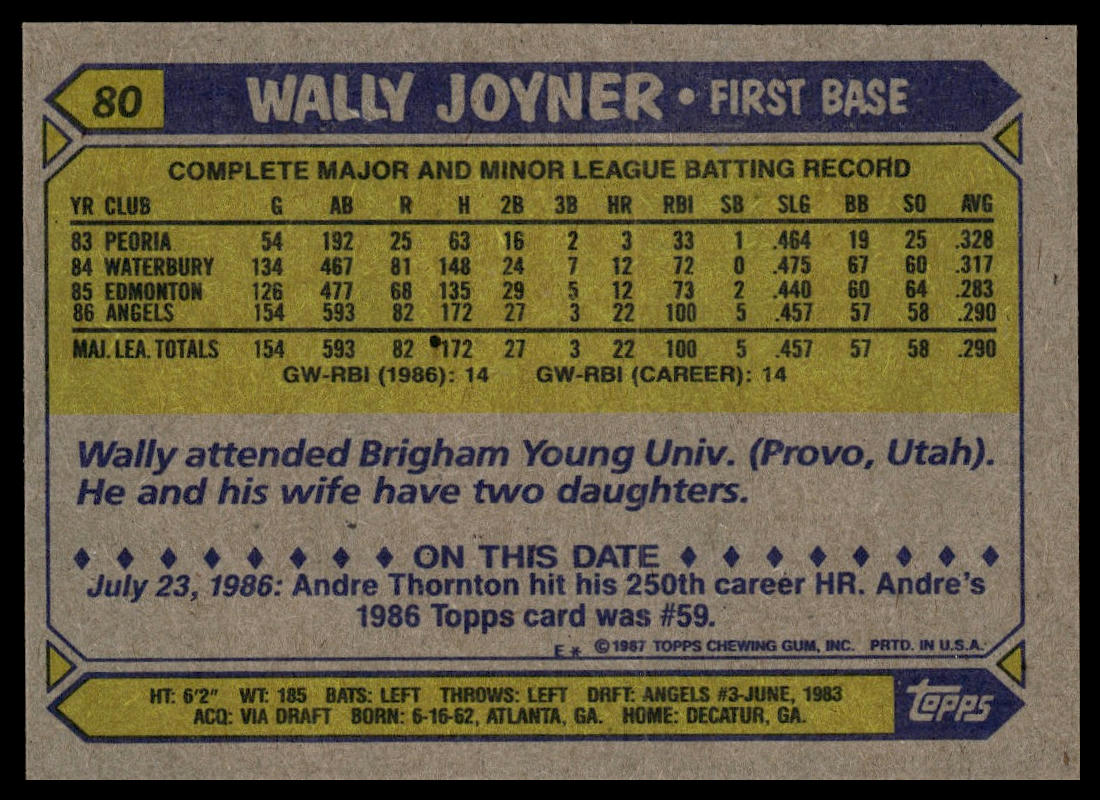 80 WALLY JOYNER • FIRST BASE
COMPLETE MAJOR AND MINOR LEAGUE BATTING RECORD
YR CLUB G AB R H 2B 3B HR RBI SB SLG BB SO AVG
83 PEORIA 54 192 25 63 16 2 3 33 1 .464 19 25 .328
84 WATERBURY 134 467 81 148 24 7 12 72 0 .475 67 60 .317
85 EDMONTON 126 477 68 135 29 5 12 73 2 .440 60 64 .283
86 ANGELS 154 593 82 172 27 3 22 100 5 .457 57 58 .290
MAJ. LEA. TOTALS 154 593 82 172 27 3 22 100 5 .457 57 58 .290
GW-RBI (1986): 14 GW-RBI (CAREER): 14
Wally attended Brigham Young Univ. (Provo, Utah).
He and his wife have two daughters.
♦ ♦ ♦ ♦ ♦ ♦ ♦ ♦ ON THIS DATE ♦ ♦ ♦ ♦ ♦ ♦ ♦ ♦
July 23, 1986: Andre Thornton hit his 250th career HR. Andre's
1986 Topps card was #59.
E* ©1987 TOPPS CHEWING GUM, INC. PRTD. IN U.S.A.
HT: 6'2" WT: 185 BATS: LEFT THROWS: LEFT DRFT: ANGELS #3-JUNE, 1983
ACQ: VIA DRAFT BORN: 6-16-62, ATLANTA, GA. HOME: DECATUR, GA.
topps